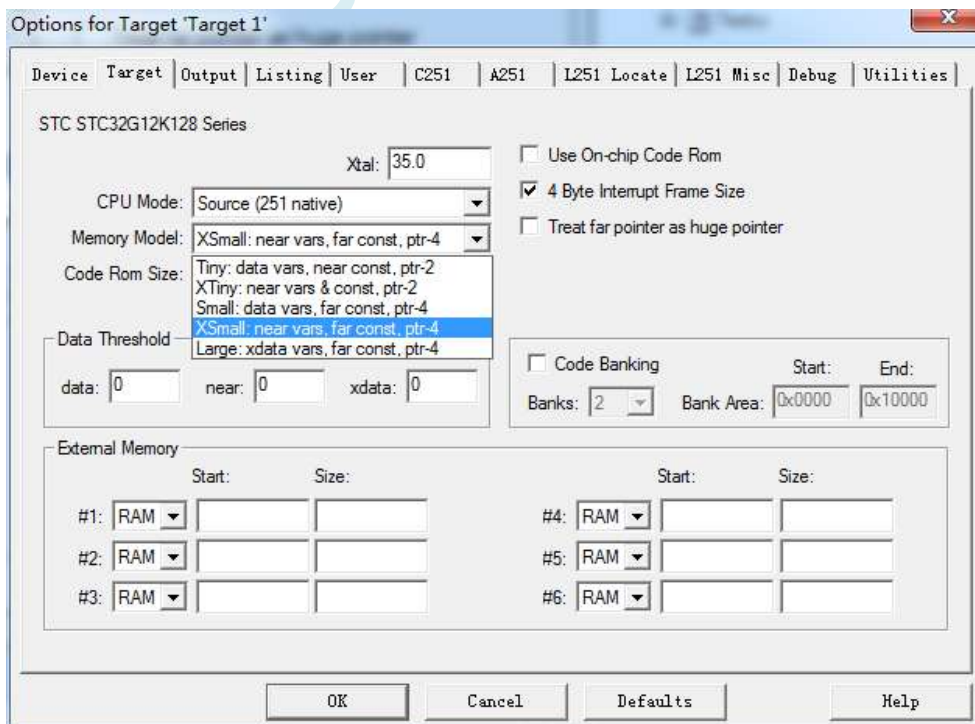 Options for Target 'Target 1'
Device Target Output Listing User C251 A251 L251 Locate L251 Misc Debug Utilities
STC STC32G12K128 Series
Xtal: 35.0
Use On-chip Code Rom
CPU Mode: Source (251 native)
4 Byte Interrupt Frame Size
Memory Model: XSmall: near vars, far const, ptr-4
Treat far pointer as huge pointer
Code Rom Size:
Tiny: data vars, near const, ptr-2
XTiny: near vars & const, ptr-2
Small: data vars, far const, ptr-4
XSmall: near vars, far const, ptr-4
Large: xdata vars, far const, ptr-4
Data Threshold
data: 0 near: 0 xdata: 0
Code Banking Start: End:
Banks: 2 Bank Area: 0x0000 0x10000
External Memory
Start: Size: Start: Size:
#1: RAM #4: RAM
#2: RAM #5: RAM
#3: RAM #6: RAM
OK Cancel Defaults Help